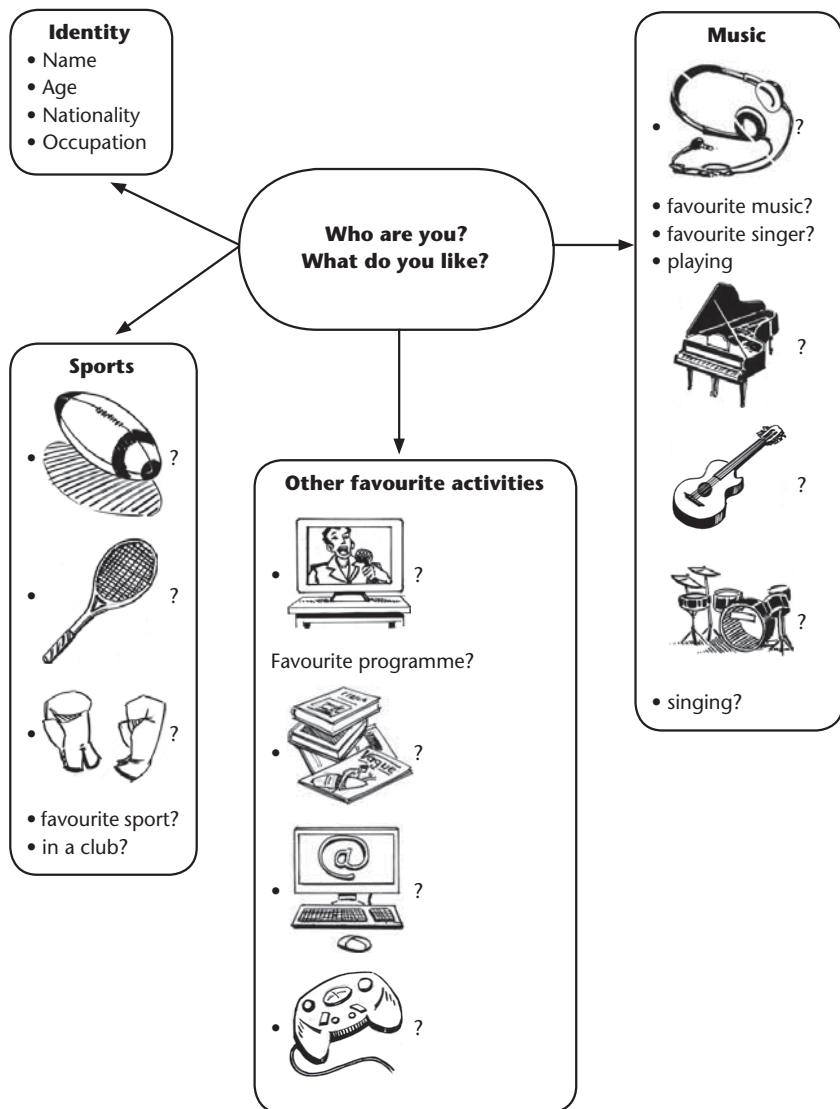 Identity
• Name
• Age
• Nationality
• Occupation
Who are you?
What do you like?
Music
• ?
• favourite music?
• favourite singer?
• playing
?
?
?
• singing?
Sports
• ?
• ?
• ?
• favourite sport?
• in a club?
Other favourite activities
• ?
Favourite programme?
• ?
VOGUE
• @ ?
• ?